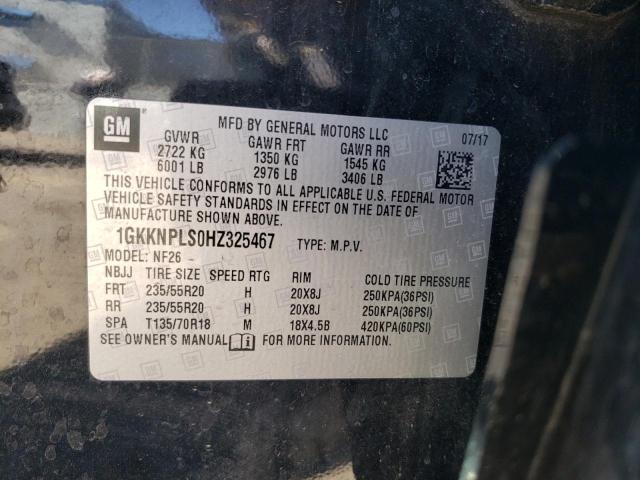 GM
MFD BY GENERAL MOTORS LLC 07/17
GVWR GAWR FRT GAWR RR
2722 KG 1350 KG 1545 KG
6001 LB 2976 LB 3406 LB
THIS VEHICLE CONFORMS TO ALL APPLICABLE U.S. FEDERAL MOTOR
VEHICLE SAFETY STANDARDS IN EFFECT ON THE DATE OF
MANUFACTURE SHOWN ABOVE.
1GKKNPLS0HZ325467 TYPE: M.P.V.
MODEL: NF26 -
NBJJ TIRE SIZE SPEED RTG RIM COLD TIRE PRESSURE
FRT 235/55R20 H 20X8J 250KPA(36PSI)
RR 235/55R20 H 20X8J 250KPA(36PSI)
SPA T135/70R18 M 18X4.5B 420KPA(60PSI)
SEE OWNER'S MANUAL FOR MORE INFORMATION.